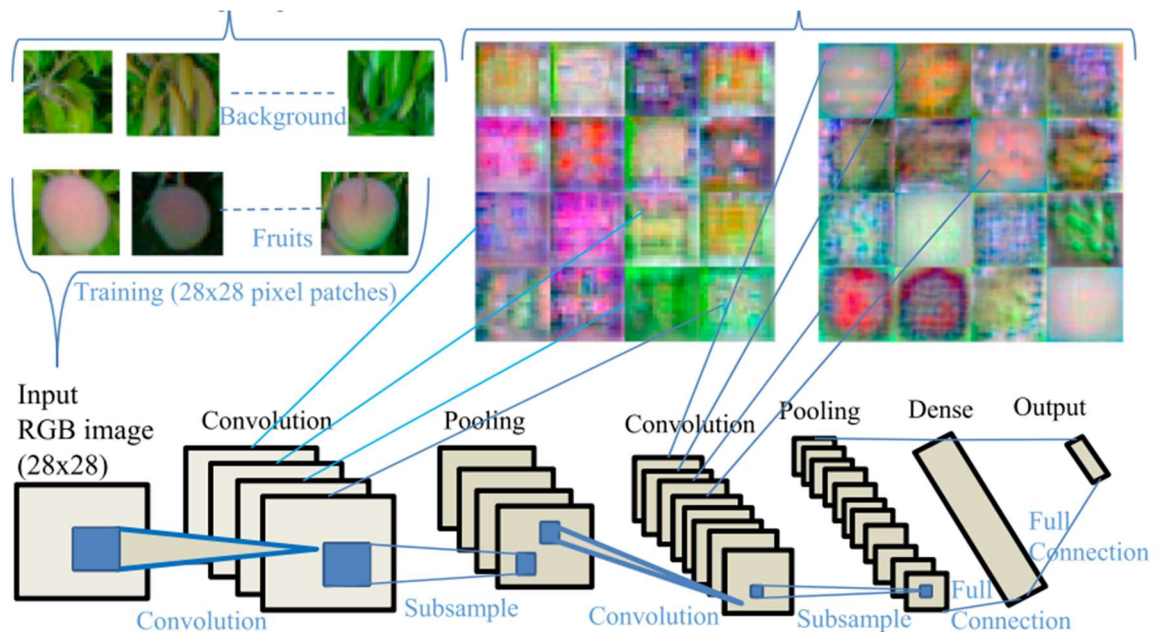 Background
Fruits
Training (28x28 pixel patches)
Input
RGB image
(28x28)
Convolution
Pooling
Convolution
Pooling
Dense
Output
Convolution
Subsample
Convolution
Subsample
Full
Connection
Full
Connection